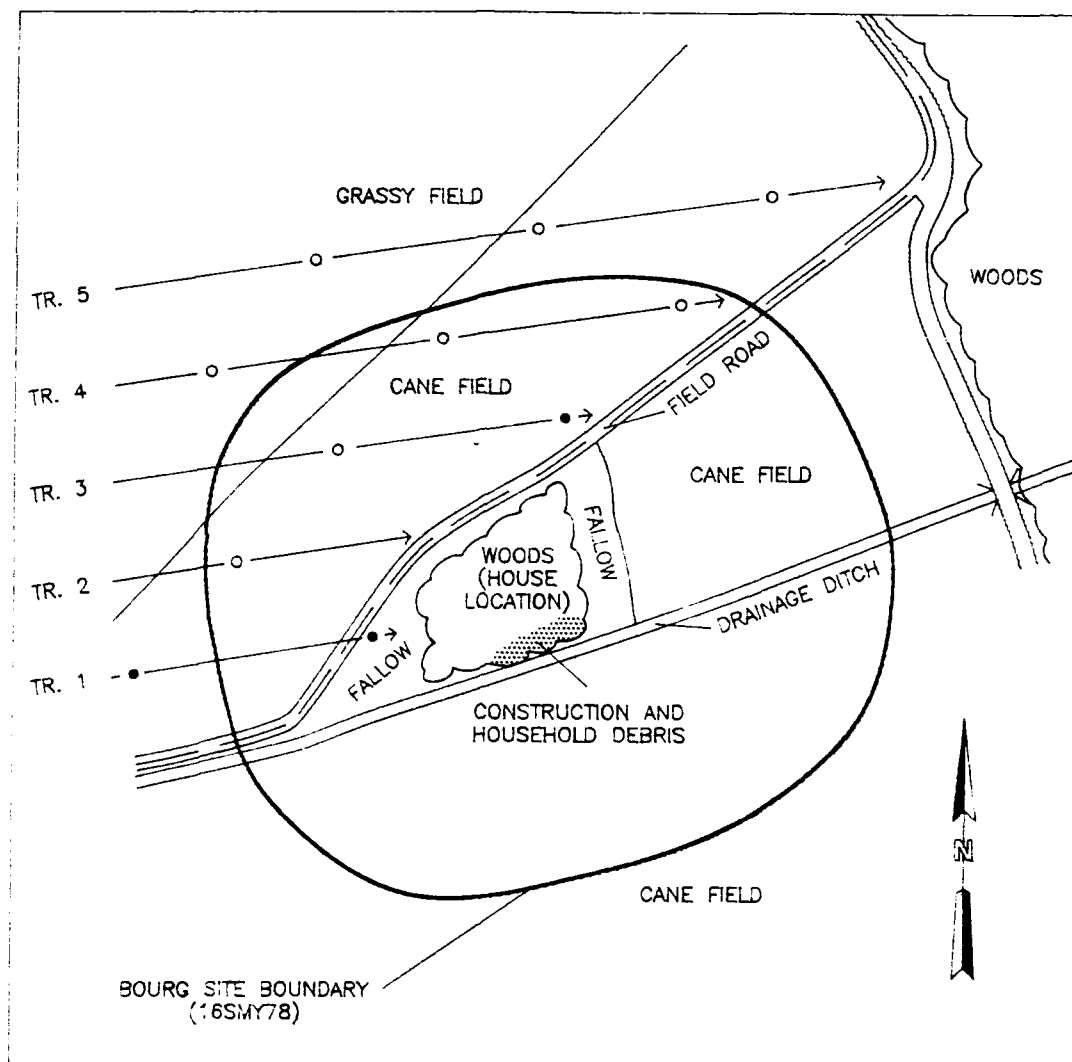 GRASSY FIELD
TR. 5
WOODS
TR. 4
CANE FIELD
FIELD ROAD
TR. 3
CANE FIELD
FALLOW
WOODS
(HOUSE
LOCATION)
TR. 2
DRAINAGE DITCH
TR. 1
FALLOW
CONSTRUCTION AND
HOUSEHOLD DEBRIS
N
CANE FIELD
BOURG SITE BOUNDARY
(16SMY78)